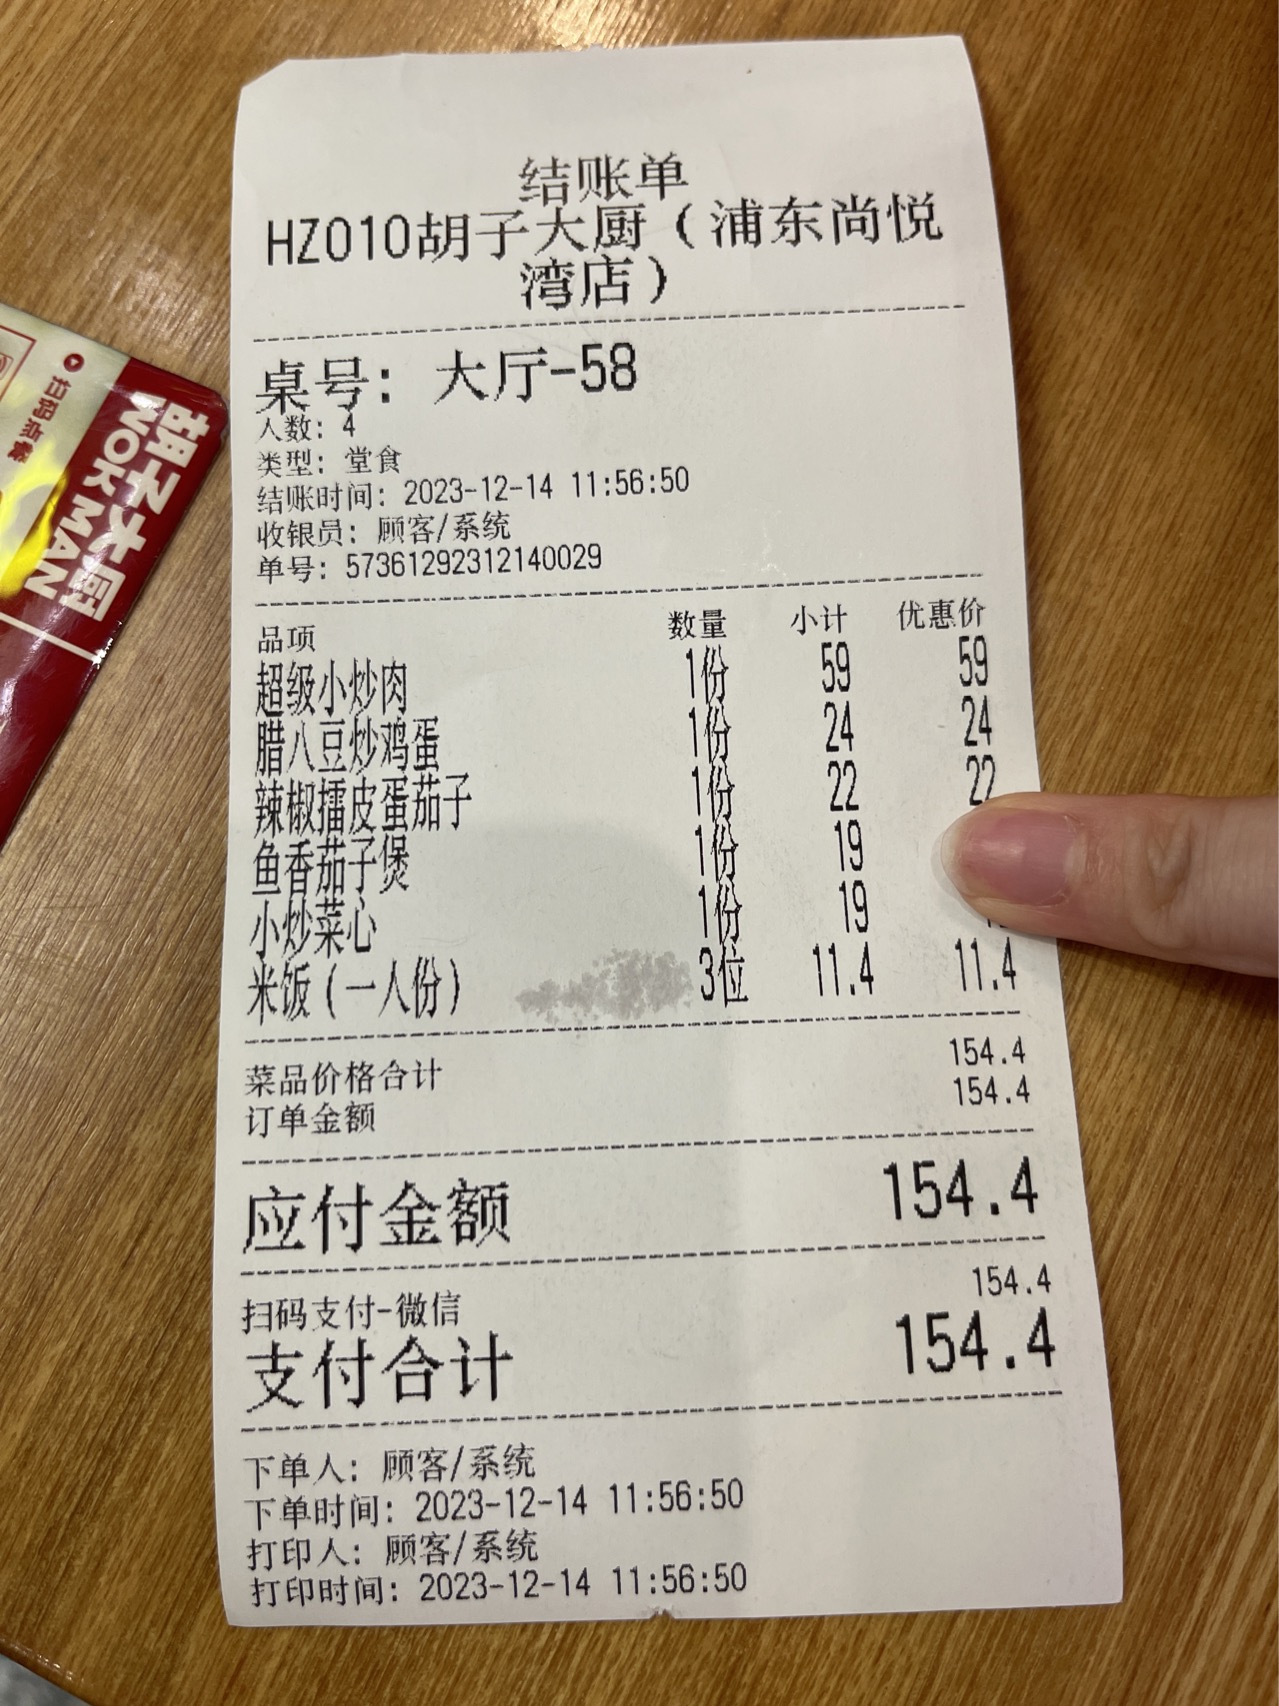 结账单
HZ010胡子大厨（浦东尚悦
湾店）
桌号: 大厅-58
人数: 4
类型: 堂食
结账时间: 2023-12-14 11:56:50
收银员: 顾客/系统
单号: 57361292312140029
品项 数量 小计 优惠价
超级小炒肉 1份 59 59
腊八豆炒鸡蛋 1份 24 24
辣椒擂皮蛋茄子 1份 22 22
鱼香茄子煲 1份 19
小炒菜心 1份 19
米饭（一人份） 3位 11.4 11.4
菜品价格合计 154.4
订单金额 154.4
应付金额 154.4
扫码支付-微信 154.4
支付合计 154.4
下单人: 顾客/系统
下单时间: 2023-12-14 11:56:50
打印人: 顾客/系统
打印时间: 2023-12-14 11:56:50
胡子大厨
WOK MAN
扫码点餐